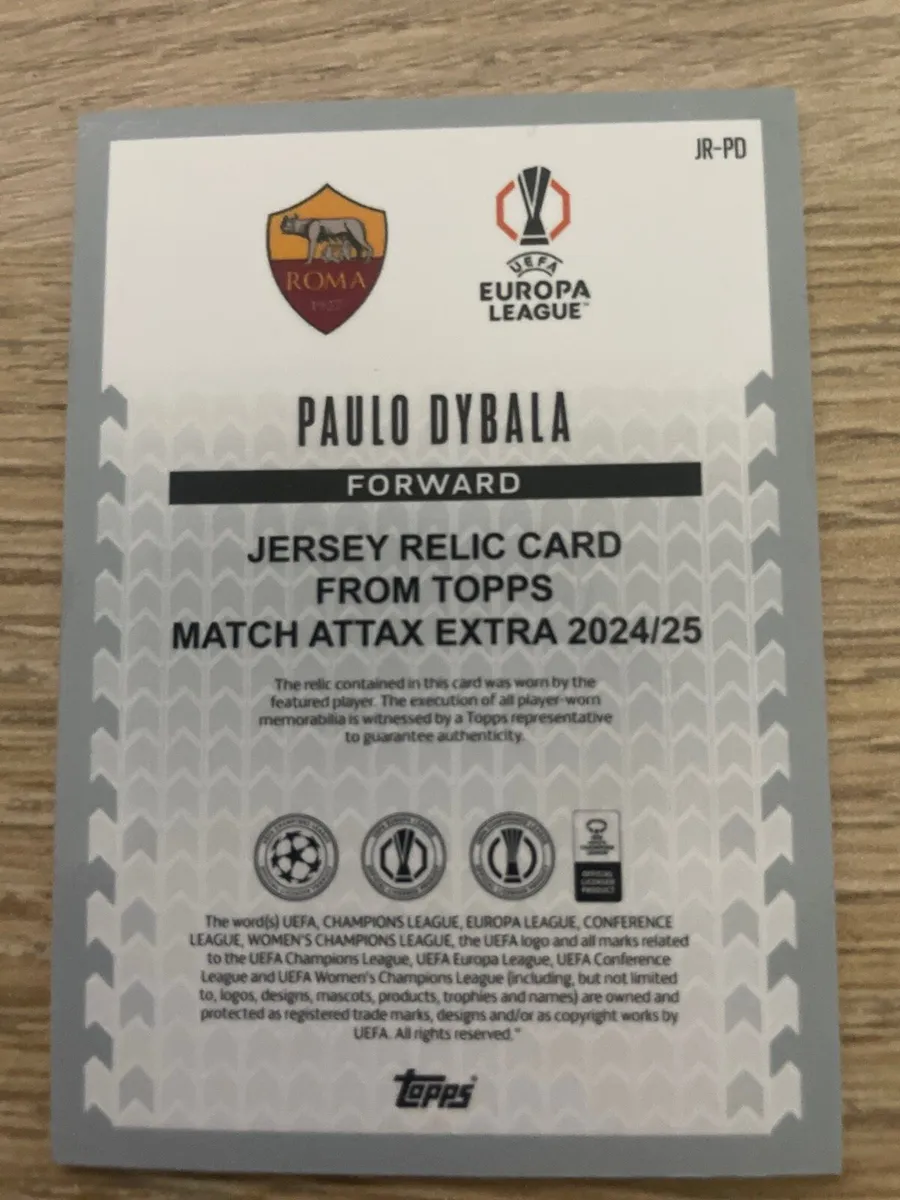 JR-PD
ROMA
1927
UEFA
EUROPA
LEAGUE™
PAULO DYBALA
FORWARD
JERSEY RELIC CARD
FROM TOPPS
MATCH ATTAX EXTRA 2024/25
The relic contained in this card was worn by the
featured player. The execution of all player-worn
memorabilia is witnessed by a Topps representative
to guarantee authenticity.
OFFICIAL
LICENSED
PRODUCT
The word(s) UEFA, CHAMPIONS LEAGUE, EUROPA LEAGUE, CONFERENCE
LEAGUE, WOMEN'S CHAMPIONS LEAGUE, the UEFA logo and all marks related
to the UEFA Champions League, UEFA Europa League, UEFA Conference
League and UEFA Women's Champions League (including, but not limited
to, logos, designs, mascots, products, trophies and names) are owned and
protected as registered trade marks, designs and/or as copyright works by
UEFA. All rights reserved."
topps